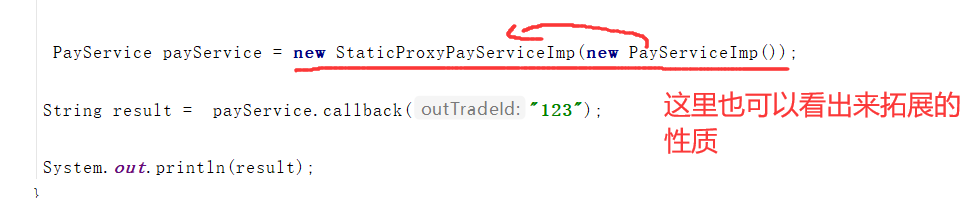 PayService payService = new StaticProxyPayServiceImp(new PayServiceImp());
String result =  payService.callback( outTradeId: "123");
这里也可以看出来拓展的
性质
System.out.println(result);
}